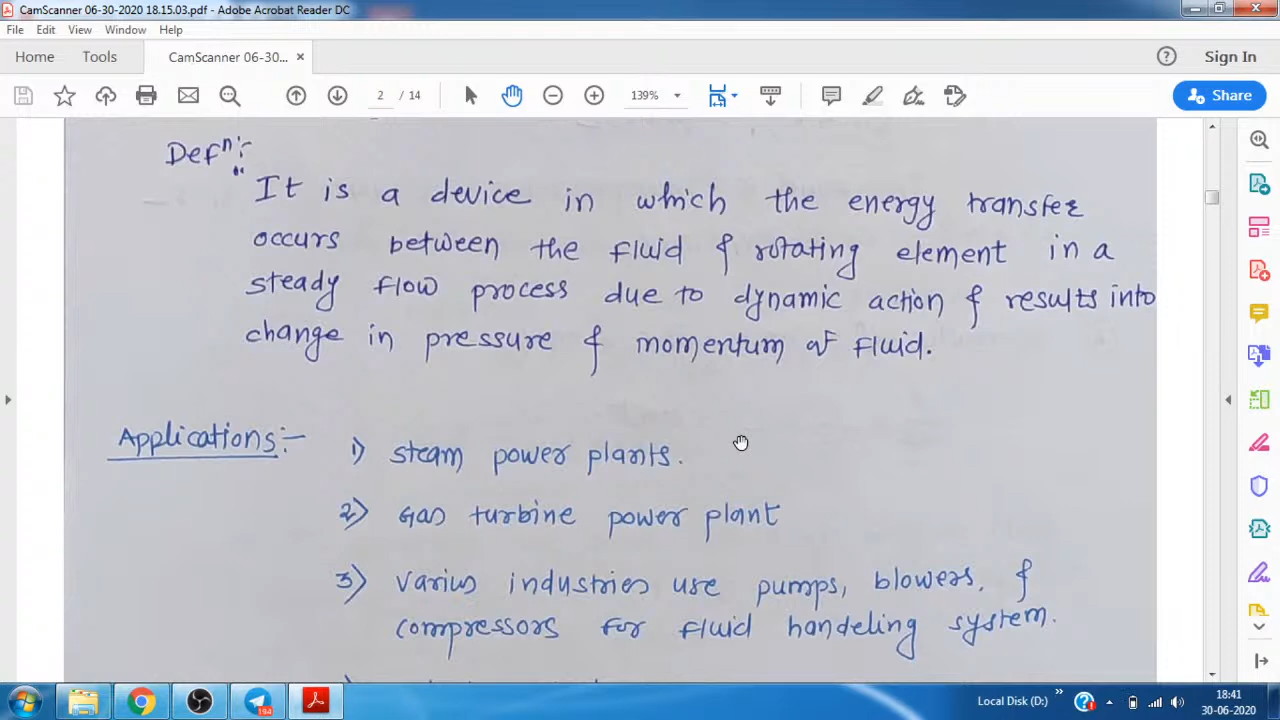 CamScanner 06-30-2020 18.15.03.pdf - Adobe Acrobat Reader DC
File Edit View Window Help
Home Tools CamScanner 06-30... × Sign In
2 / 14 139% Share
Defn:-
"It is a device in which the energy transfer
occurs between the fluid & rotating element in a
steady flow process due to dynamic action & results into
change in pressure & momentum of fluid.
Applications:-
1) steam power plants.
2) Gas turbine power plant
3) varius industries use pumps, blowers, &
compressors for fluid handeling system.
194
Local Disk (D:) » 18:41
30-06-2020